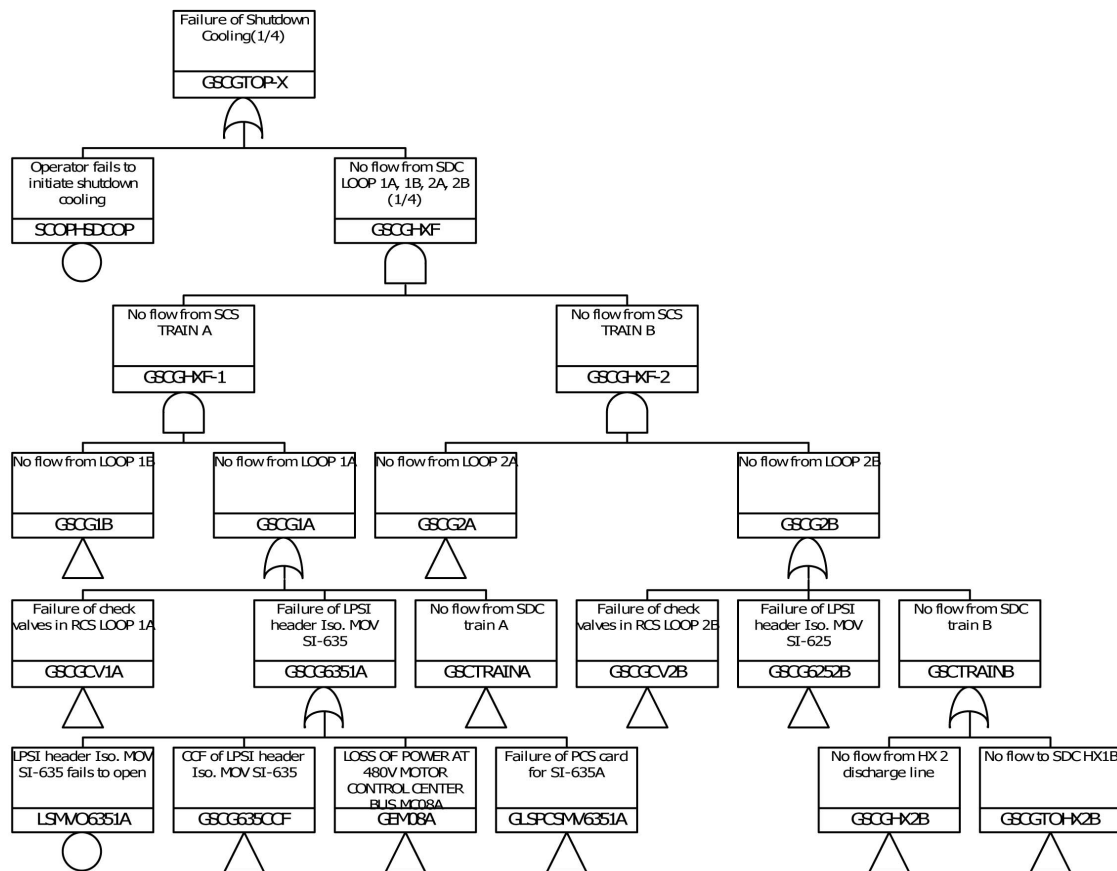 Failure of Shutdown
Cooling(1/4)
GSCGTOP-X
Operator fails to
initiate shutdown
cooling
SCOPHSDCOP
No flow from SDC
LOOP 1A, 1B, 2A, 2B
(1/4)
GSCGHXF
No flow from SCS
TRAIN A
GSCGHXF-1
No flow from SCS
TRAIN B
GSCGHXF-2
No flow from LOOP 1B
GSCG1B
No flow from LOOP 1A
GSCG1A
No flow from LOOP 2A
GSCG2A
No flow from LOOP 2B
GSCG2B
Failure of check
valves in RCS LOOP 1A
GSCGCV1A
Failure of LPSI
header Iso. MOV
SI-635
GSCG6351A
No flow from SDC
train A
GSCTRAINA
Failure of check
valves in RCS LOOP 2B
GSCGCV2B
Failure of LPSI
header Iso. MOV
SI-625
GSCG6252B
No flow from SDC
train B
GSCTRAINB
LPSI header Iso. MOV
SI-635 fails to open
LSMVO6351A
CCF of LPSI header
Iso. MOV SI-635
GSCG635CCF
LOSS OF POWER AT
480V MOTOR
CONTROL CENTER
BUS MC08A
GEM08A
Failure of PCS card
for SI-635A
GLSPCSMV6351A
No flow from HX 2
discharge line
GSCGHX2B
No flow to SDC HX1B
GSCGTOHX2B